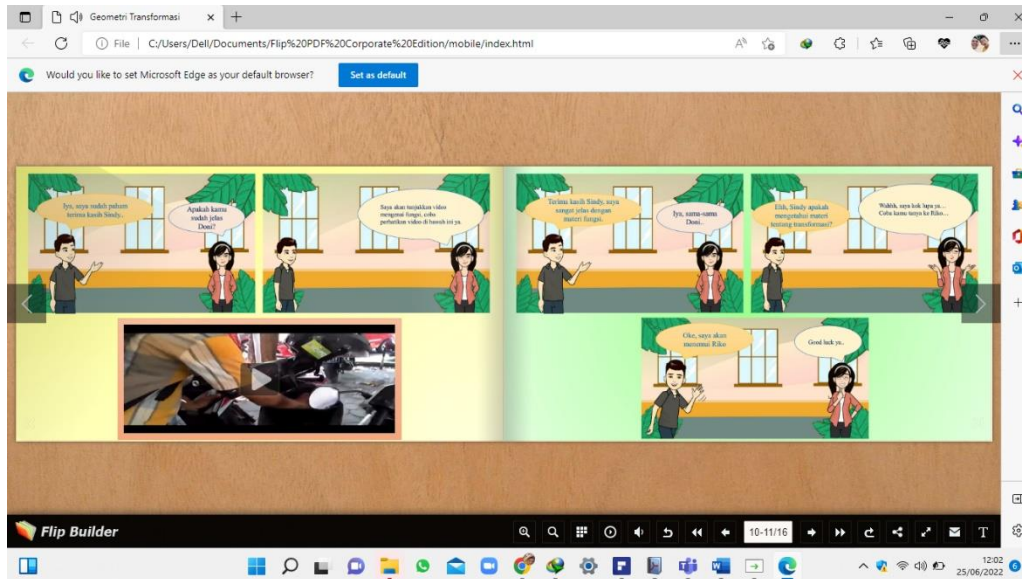 Geometri Transformasi
File
C:/Users/Dell/Documents/Flip%20PDF%20Corporate%20Edition/mobile/index.html
Would you like to set Microsoft Edge as your default browser?
Set as default
Iya, saya sudah paham
terima kasih Sindy..
Apakah kamu
sudah jelas
Doni?
Saya akan tunjukkan video
mengenai fungsi, coba
perhatikan video di bawah ini ya
Terima kasih Sindy, saya
sangat jelas dengan
materi fungsi.
Iya, sama-sama
Doni..
Ehh, Sindy apakah
mengetahui materi
tentang transformasi?
Wahhh, saya kok lupa ya...
Coba kamu tanya ke Riko...
Oke, saya akan
menemui Riko
Good luck ya..
Flip Builder
10-11/16
12:02
25/06/2022
6